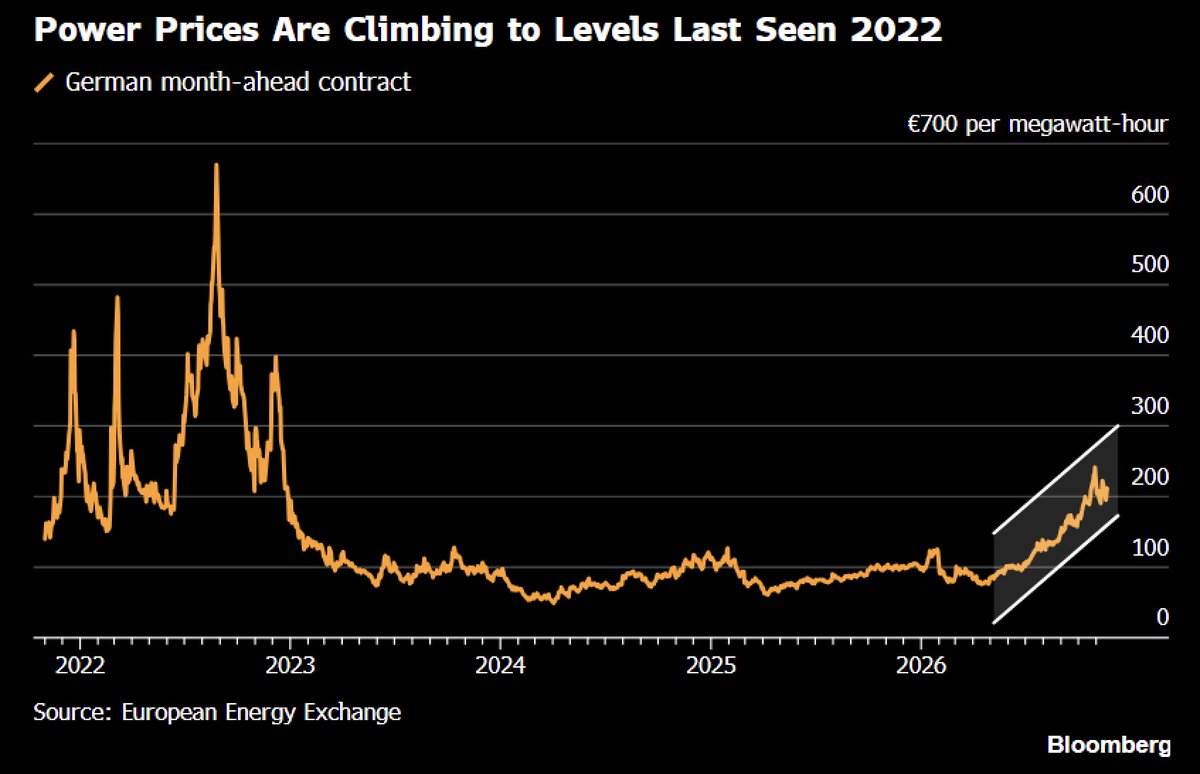 Power Prices Are Climbing to Levels Last Seen 2022
German month-ahead contract
€700 per megawatt-hour
600
500
400
300
200
100
0
2022 2023 2024 2025 2026
Source: European Energy Exchange
Bloomberg